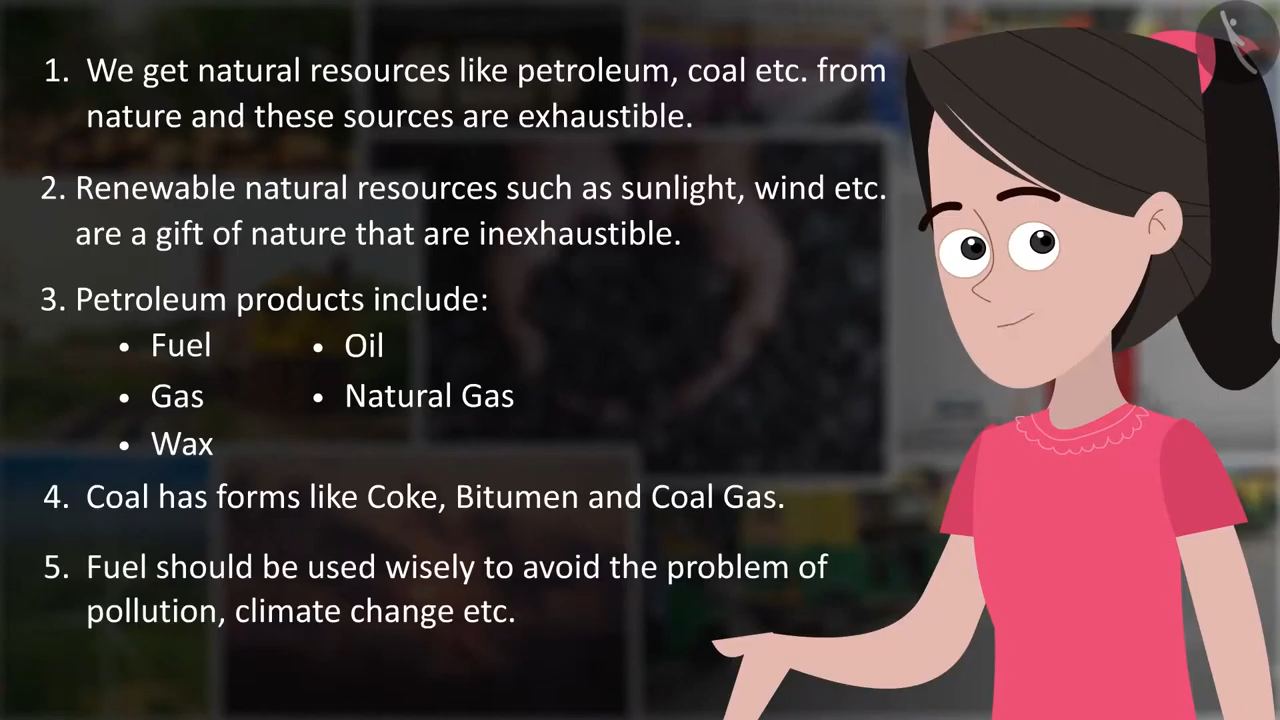 1. We get natural resources like petroleum, coal etc. from
nature and these sources are exhaustible.
2. Renewable natural resources such as sunlight, wind etc.
are a gift of nature that are inexhaustible.
3. Petroleum products include:
• Fuel • Oil
• Gas • Natural Gas
• Wax
4. Coal has forms like Coke, Bitumen and Coal Gas.
5. Fuel should be used wisely to avoid the problem of
pollution, climate change etc.